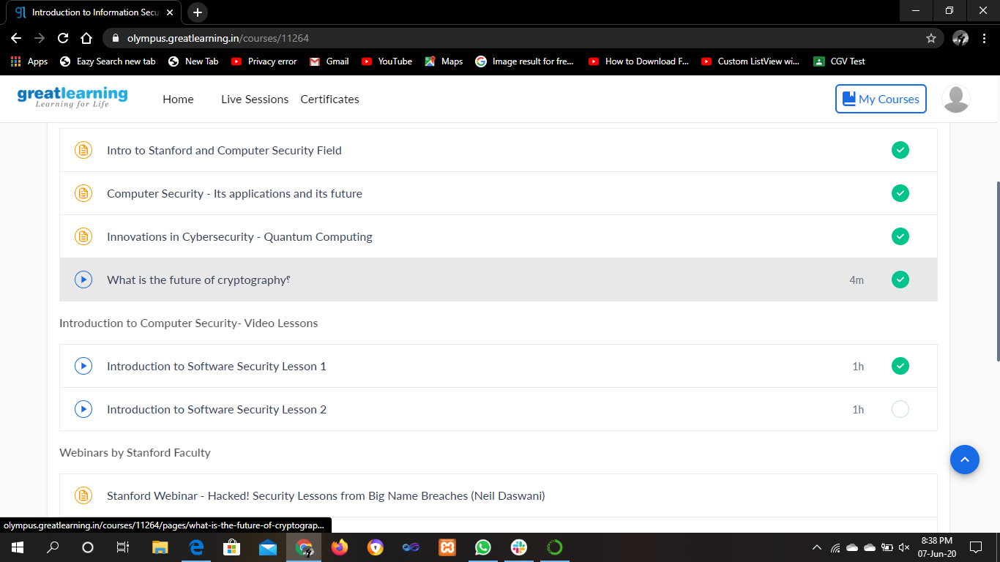 Introduction to Information Secu
olympus.greatlearning.in/courses/11264
Apps Eazy Search new tab New Tab Privacy error Gmail YouTube Maps Image result for fre... How to Download F... Custom ListView wi... CGV Test
greatlearning
Learning for Life
Home Live Sessions Certificates My Courses
Intro to Stanford and Computer Security Field
Computer Security - Its applications and its future
Innovations in Cybersecurity - Quantum Computing
What is the future of cryptography? 4m
Introduction to Computer Security- Video Lessons
Introduction to Software Security Lesson 1 1h
Introduction to Software Security Lesson 2 1h
Webinars by Stanford Faculty
Stanford Webinar - Hacked! Security Lessons from Big Name Breaches (Neil Daswani)
olympus.greatlearning.in/courses/11264/pages/what-is-the-future-of-cryptograp...
8:38 PM
07-Jun-20